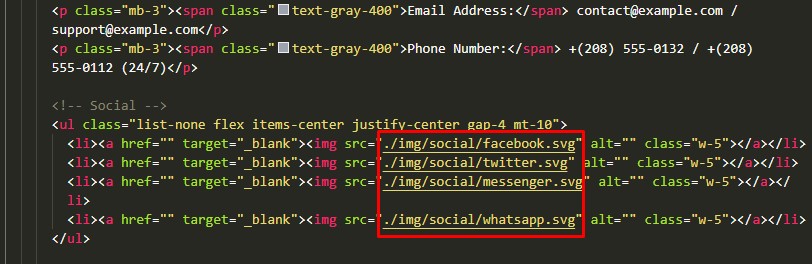 <p class="mb-3"><span class="text-gray-400">Email Address:</span> contact@example.com /
support@example.com</p>
<p class="mb-3"><span class="text-gray-400">Phone Number:</span> +(208) 555-0132 / +(208)
555-0112 (24/7)</p>
<!-- Social -->
<ul class="list-none flex items-center justify-center gap-4 mt-10">
<li><a href="" target="_blank"><img src="./img/social/facebook.svg" alt="" class="w-5"></a></li>
<li><a href="" target="_blank"><img src="./img/social/twitter.svg" alt="" class="w-5"></a></li>
<li><a href="" target="_blank"><img src="./img/social/messenger.svg" alt="" class="w-5"></a></
li>
<li><a href="" target="_blank"><img src="./img/social/whatsapp.svg" alt="" class="w-5"></a></li>
</ul>